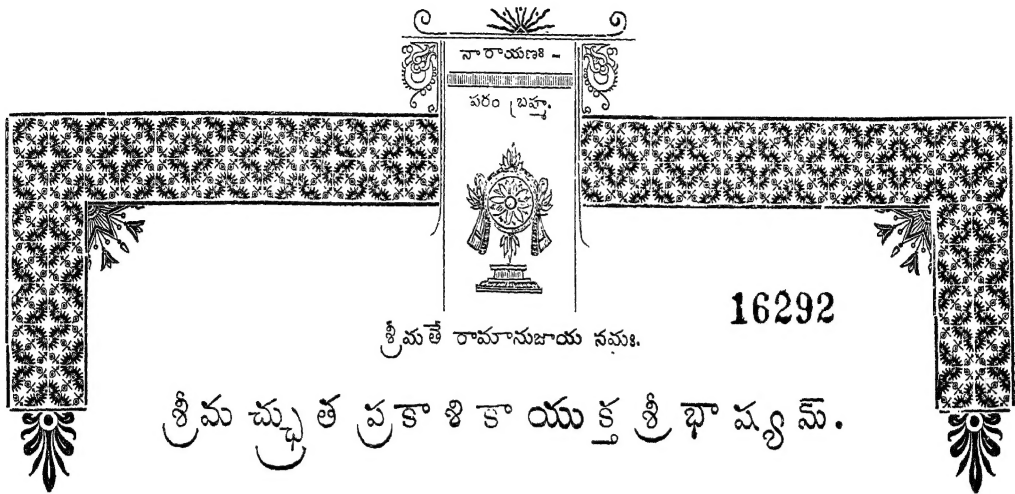 నారాయణః -
పరం బ్రహ్మ.
16292
శ్రీమతే రామానుజాయ నమః.
శ్రీమచ్ఛ్రుతప్రకాశికాయుక్తశ్రీభాష్యమ్.